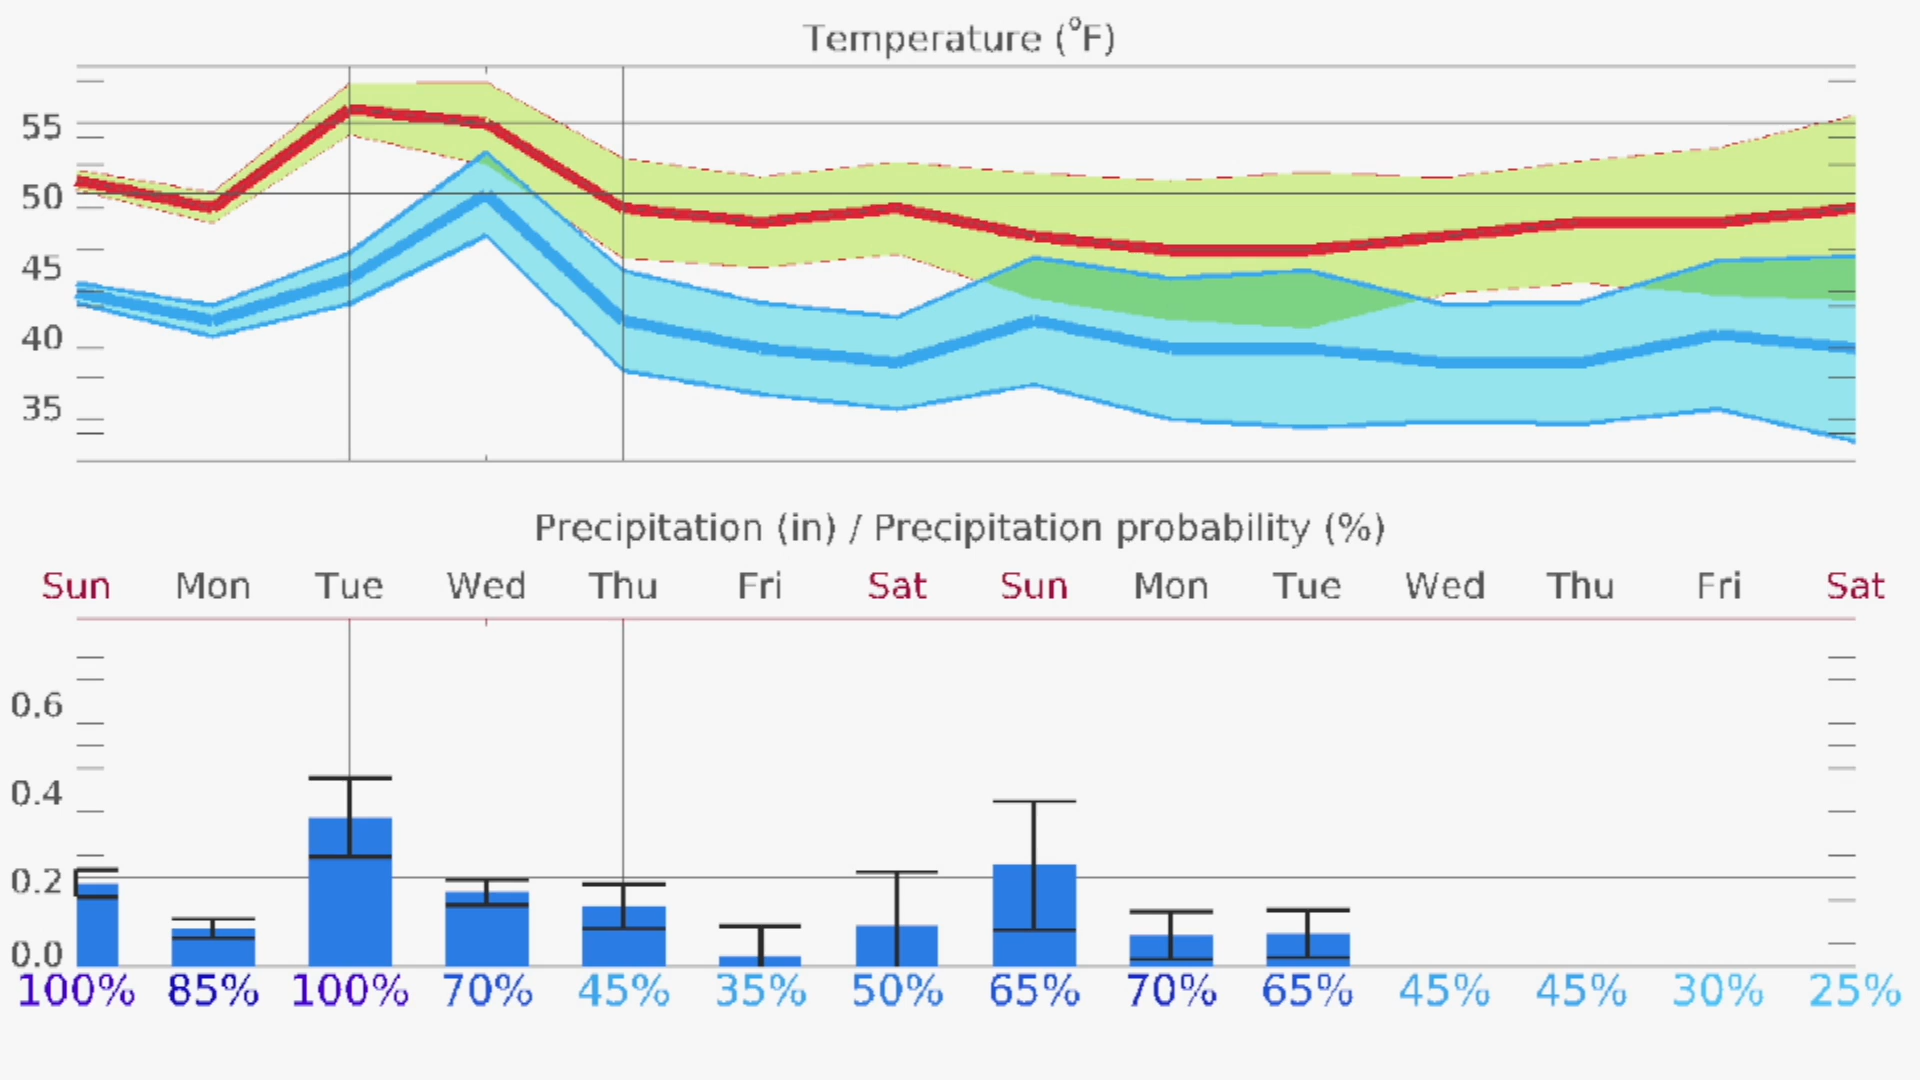 Temperature (°F)
55
50
45
40
35
Precipitation (in) / Precipitation probability (%)
Sun Mon Tue Wed Thu Fri Sat Sun Mon Tue Wed Thu Fri Sat
0.6
0.4
0.2
0.0
100% 85% 100% 70% 45% 35% 50% 65% 70% 65% 45% 45% 30% 25%